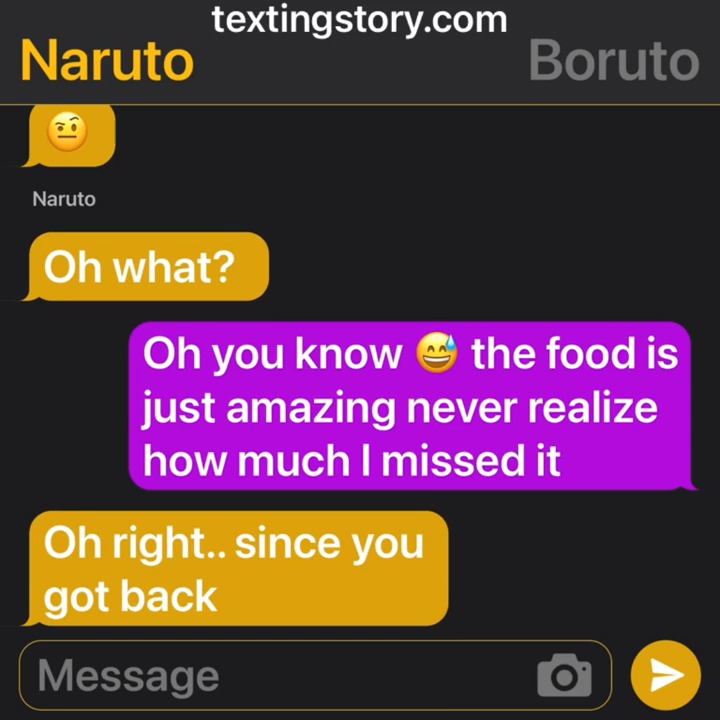 textingstory.com
Naruto
Boruto
🤨
Naruto
Oh what?
Oh you know 😅 the food is
just amazing never realize
how much I missed it
Oh right.. since you
got back
Message